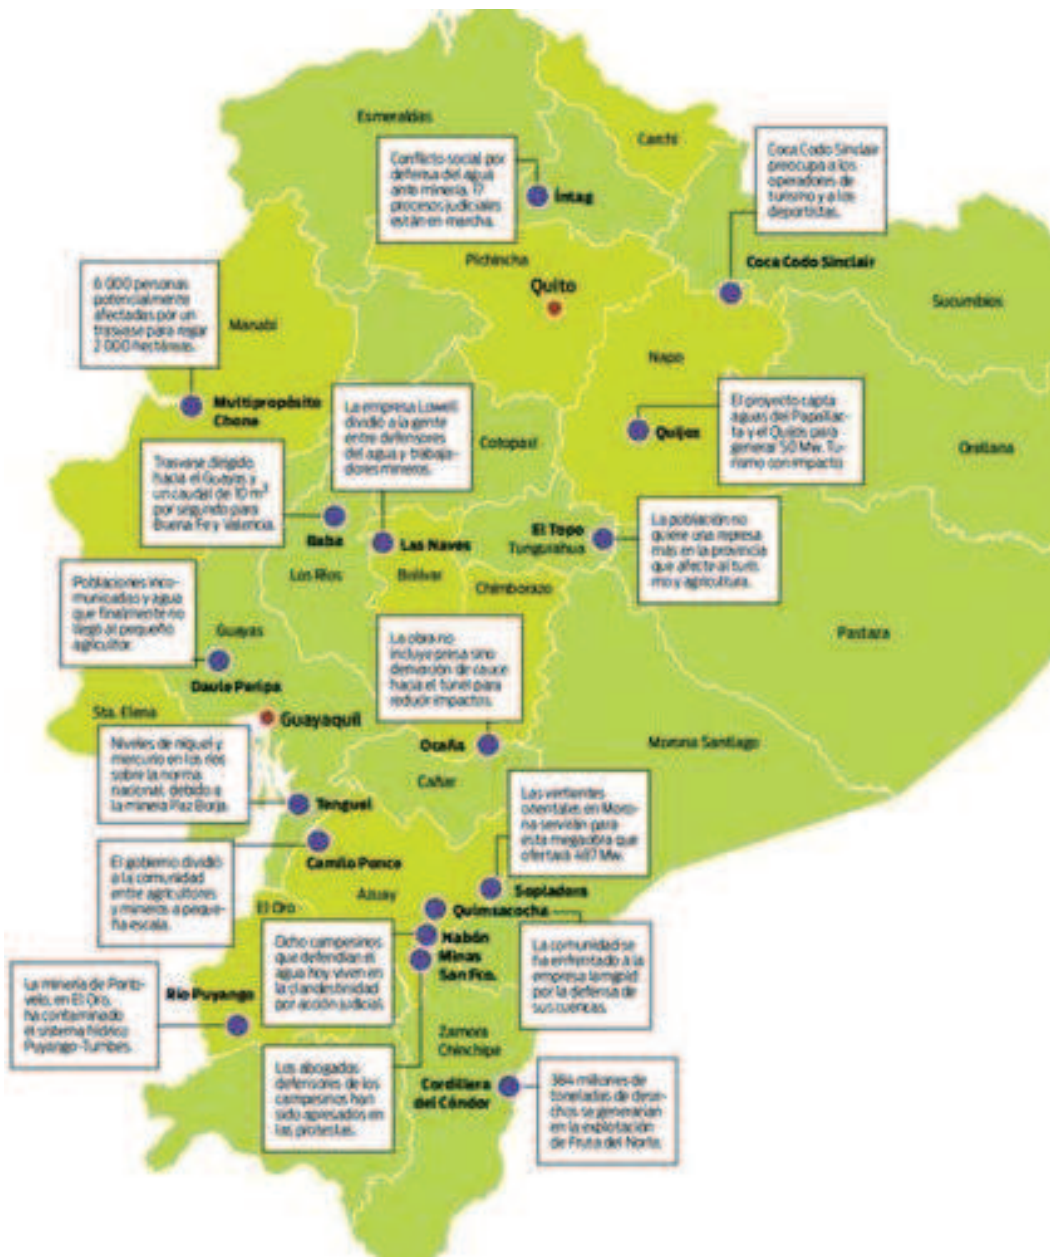 Esmeraldas
Carchi
Conflicto social por
defensa del agua
ante minería. 17
procesos judiciales
están en marcha.
Íntag
Coca Codo Sinclair
preocupa a los
operadores de
turismo y a los
deportistas.
Coca Codo Sinclair
Pichincha
Quito
Sucumbíos
6 000 personas
potencialmente
afectadas por un
trasvase para regar
2 000 hectáreas.
Manabí
Napo
Multipropósito
Chone
La empresa Lowell
dividió a la gente
entre defensores
del agua y trabaja-
dores mineros.
Cotopaxi
Quijos
El proyecto capta
aguas del Papallac-
ta y el Quijos para
generar 50 Mw. Tu-
rismo con impacto
Orellana
Trasvase dirigido
hacia el Guayas y
un caudal de 10 m³
por segundo para
Buena Fe y Valencia.
Baba
Las Naves
El Topo
Tungurahua
La población no
quiere una represa
más en la provincia
que afecte al turis-
mo y agricultura.
Los Ríos
Bolívar
Chimborazo
Poblaciones inco-
municadas y agua
que finalmente no
llegó al pequeño
agricultor.
Guayas
Daule Peripa
La obra no
incluye presa sino
derivación de cauce
hacia el túnel para
reducir impactos.
Pastaza
Sta. Elena
Guayaquil
Ocaña
Morona Santiago
Niveles de níquel y
mercurio en los ríos
sobre la norma
nacional, debido a
la minera Paz Borja.
Cañar
Tenguel
Las vertientes
orientales en Moro-
na servirán para
esta megaobra que
ofertará 487 Mw.
Camilo Ponce
El gobierno dividió
a la comunidad
entre agricultores
y mineros a peque-
ña escala.
Azuay
El Oro
Sopladora
Quimsacocha
Nabón
Minas
San Fco.
Ocho campesinos
que defendían el
agua hoy viven en
la clandestinidad
por acción judicial.
La comunidad se
ha enfrentado a la
empresa Iamgold
por la defensa de
sus cuencas.
La minería de Porto-
velo, en El Oro,
ha contaminado
el sistema hídrico
Puyango-Tumbes.
Río Puyango
Zamora
Chinchipe
Los abogados
defensores de los
campesinos han
sido apresados en
las protestas.
Cordillera
del Cóndor
384 millones de
toneladas de dese-
chos se generarían
en la explotación
de Fruta del Norte.